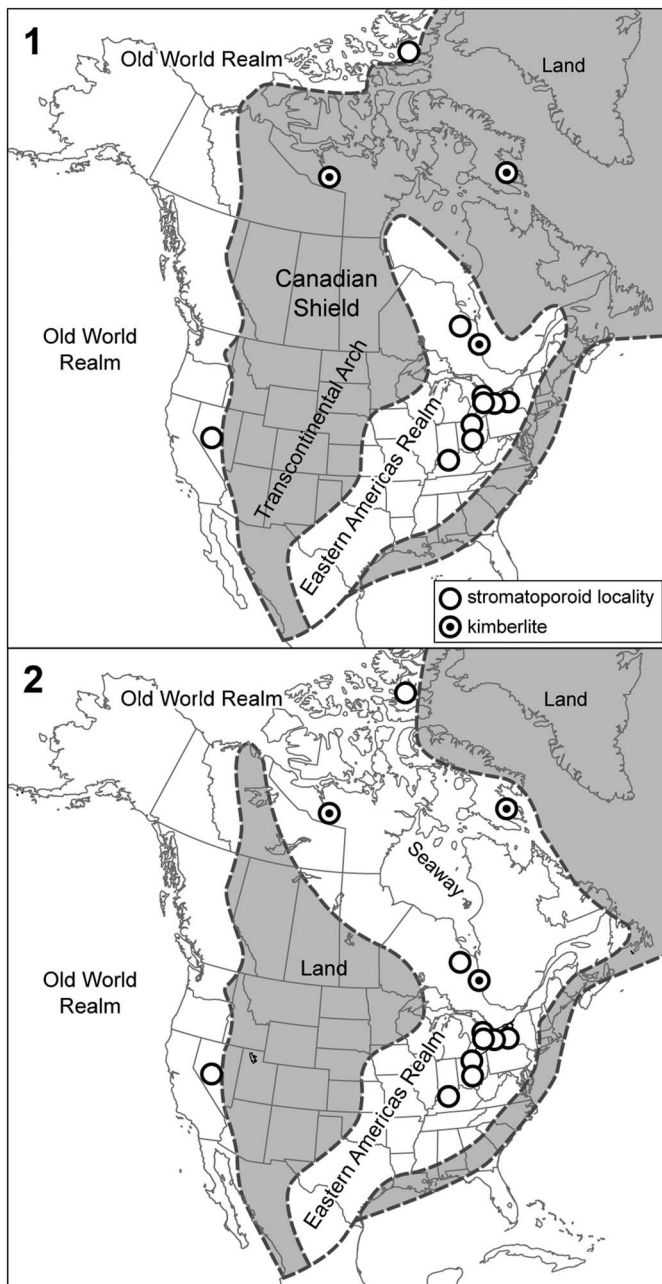 1
Old World Realm
Land
Canadian
Shield
Old World
Realm
Transcontinental Arch
Eastern Americas Realm
stromatoporoid locality
kimberlite
2
Old World Realm
Land
Seaway
Land
Old World
Realm
Eastern Americas Realm